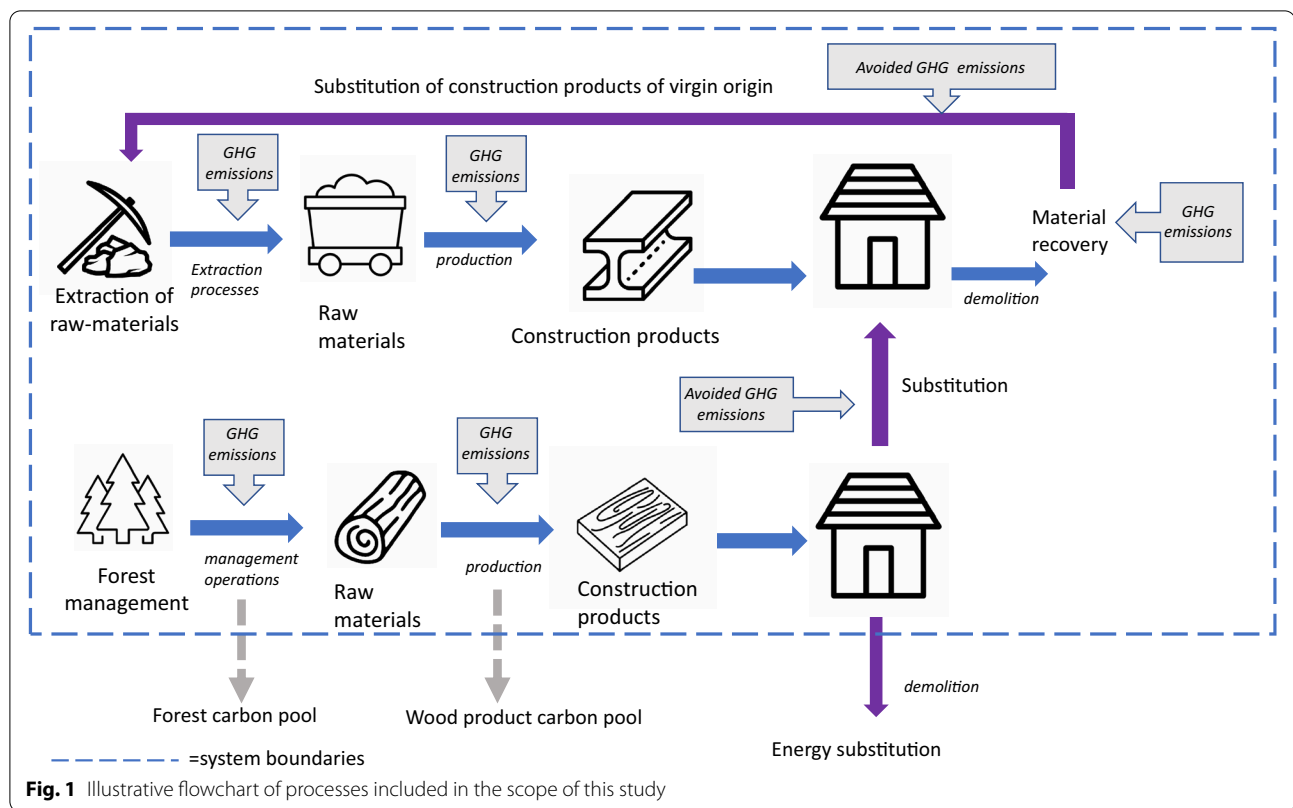 Avoided GHG emissions
Substitution of construction products of virgin origin
GHG
emissions
GHG
emissions
Extraction
processes
production
Extraction of
raw-materials
Raw
materials
Construction products
demolition
Material
recovery
GHG
emissions
Avoided GHG
emissions
Substitution
GHG
emissions
GHG
emissions
management
operations
production
Forest
management
Raw
materials
Construction
products
demolition
Forest carbon pool
Wood product carbon pool
Energy substitution
=system boundaries
Fig. 1 Illustrative flowchart of processes included in the scope of this study